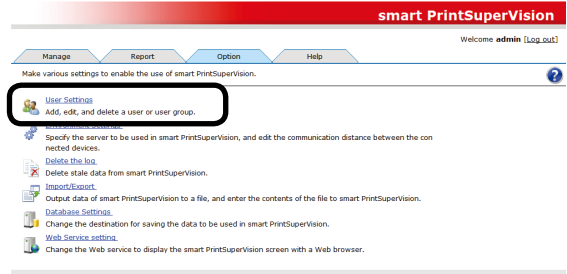 smart PrintSuperVision
Welcome admin [Log out]
Manage Report Option Help
Make various settings to enable the use of smart PrintSuperVision.
User Settings
Add, edit, and delete a user or user group.
Specify the server to be used in smart PrintSuperVision, and edit the communication distance between the con
nected devices.
Delete the log
Delete stale data from smart PrintSuperVision.
Import/Export
Output data of smart PrintSuperVision to a file, and enter the contents of the file to smart PrintSuperVision.
Database Settings
Change the destination for saving the data to be used in smart PrintSuperVision.
Web Service setting
Change the Web service to display the smart PrintSuperVision screen with a Web browser.